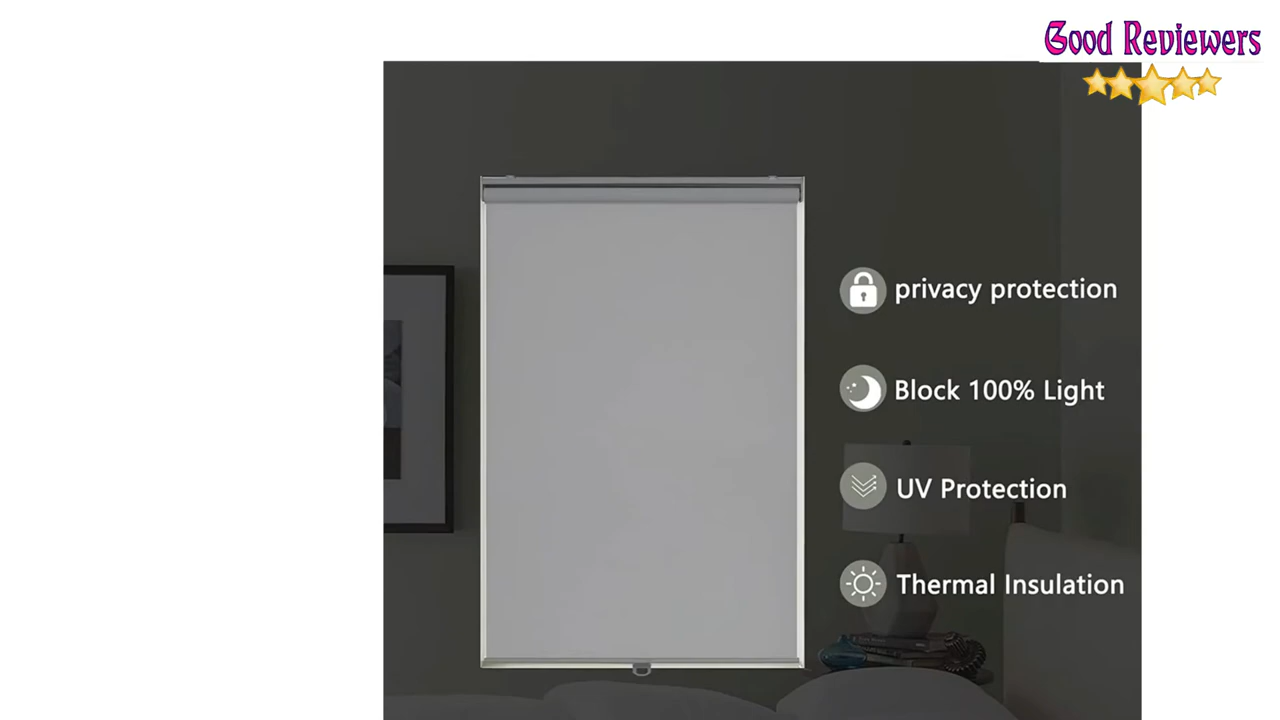 Good Reviewers
privacy protection
Block 100% Light
UV Protection
Thermal Insulation